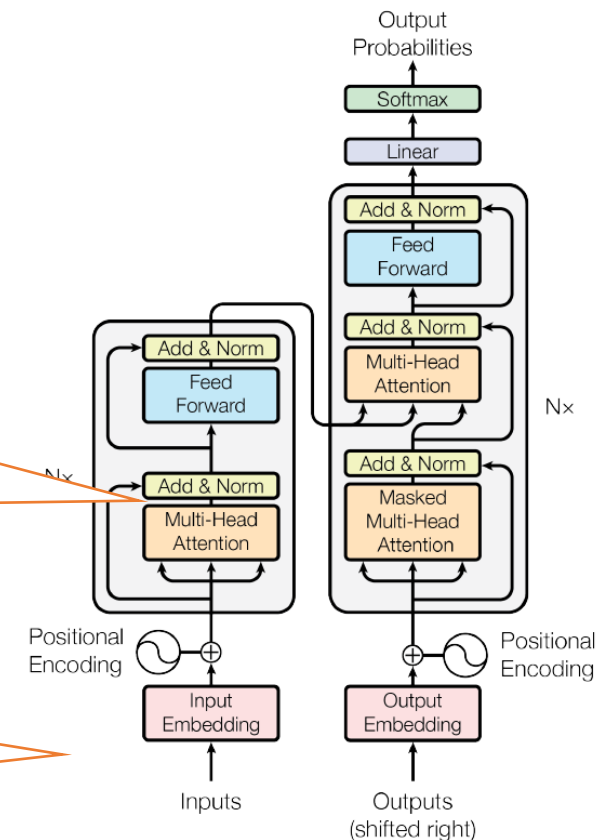 Output
Probabilities
Softmax
Linear
Add & Norm
Feed
Forward
Add & Norm
Multi-Head
Attention
Nx
Add & Norm
Masked
Multi-Head
Attention
Positional
Encoding
Output
Embedding
Outputs
(shifted right)
Add & Norm
Feed
Forward
Nx
Add & Norm
Multi-Head
Attention
Positional
Encoding
Input
Embedding
Inputs